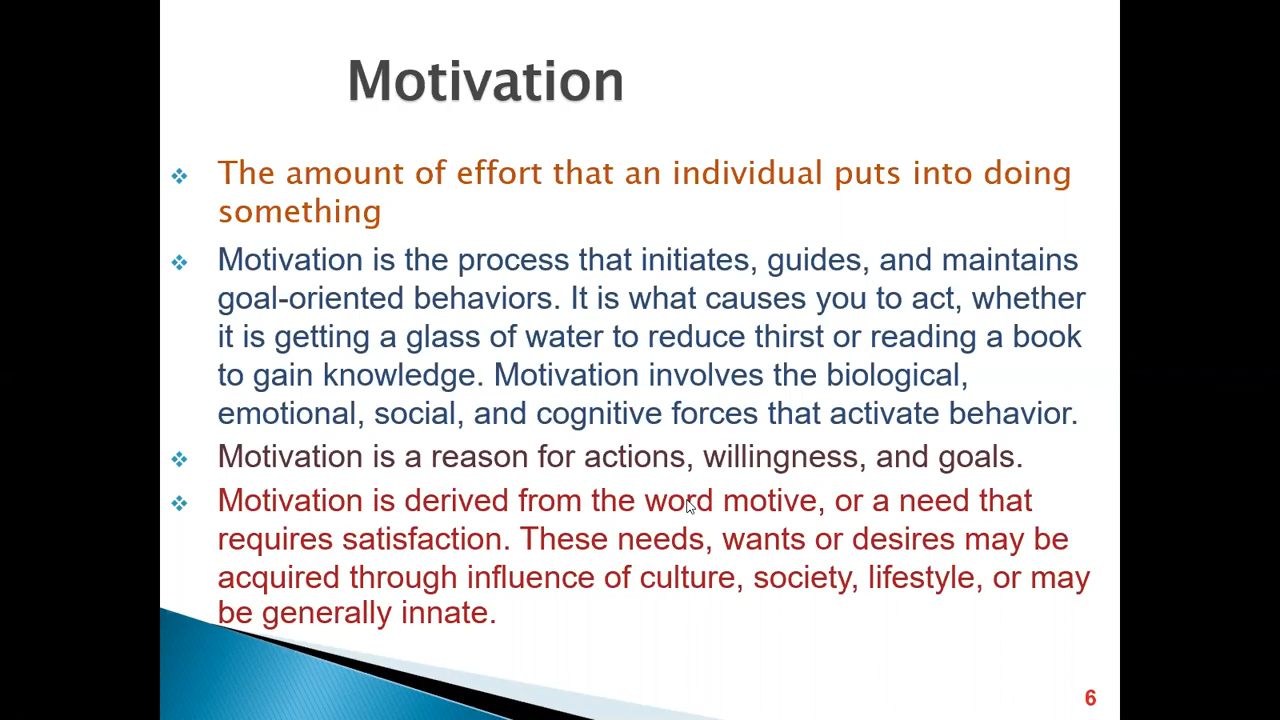 Motivation
The amount of effort that an individual puts into doing
something
Motivation is the process that initiates, guides, and maintains
goal-oriented behaviors. It is what causes you to act, whether
it is getting a glass of water to reduce thirst or reading a book
to gain knowledge. Motivation involves the biological,
emotional, social, and cognitive forces that activate behavior.
Motivation is a reason for actions, willingness, and goals.
Motivation is derived from the word motive, or a need that
requires satisfaction. These needs, wants or desires may be
acquired through influence of culture, society, lifestyle, or may
be generally innate.
6